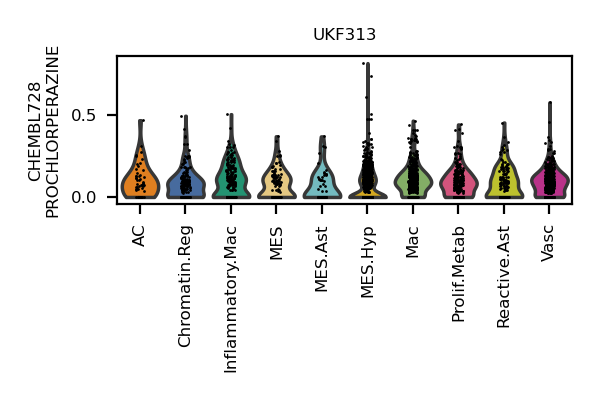 UKF313
CHEMBL728
PROCHLORPERAZINE
0.5
0.0
AC
Chromatin.Reg
Inflammatory.Mac
MES
MES.Ast
MES.Hyp
Mac
Prolif.Metab
Reactive.Ast
Vasc